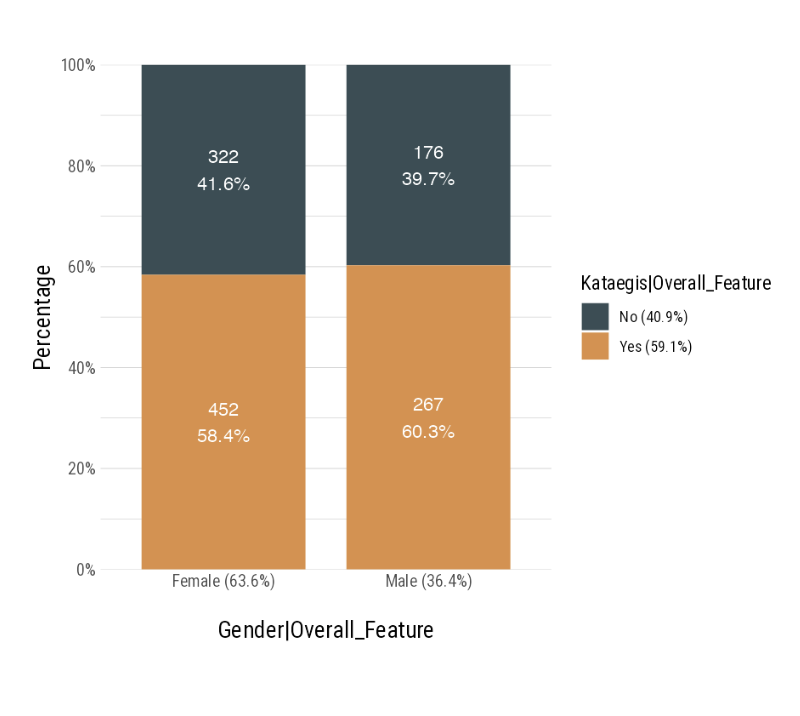 100%
80%
60%
40%
20%
0%
Percentage
322
41.6%
176
39.7%
452
58.4%
267
60.3%
Female (63.6%)
Male (36.4%)
Gender|Overall_Feature
Kataegis|Overall_Feature
No (40.9%)
Yes (59.1%)